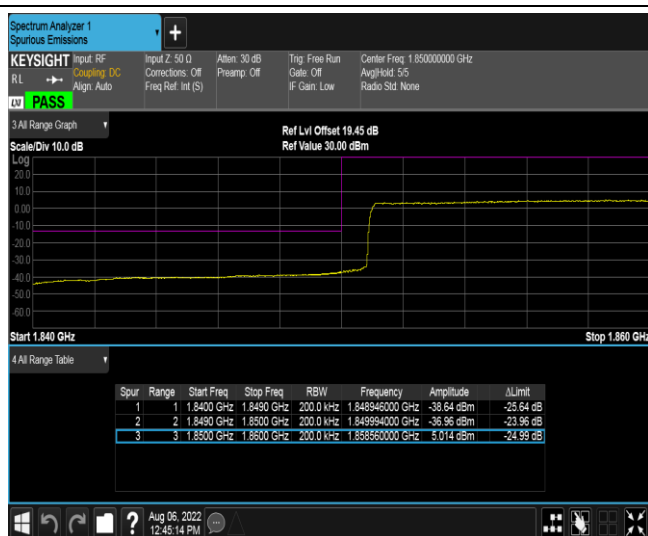 Spectrum Analyzer 1
Spurious Emissions
KEYSIGHT
RL
LXI PASS
Input: RF
Coupling: DC
Align: Auto
Input Z: 50 Ω
Corrections: Off
Freq Ref: Int (S)
Atten: 30 dB
Preamp: Off
Trig: Free Run
Gate: Off
IF Gain: Low
Center Freq: 1.850000000 GHz
Avg|Hold: 5/5
Radio Std: None
3 All Range Graph
Scale/Div 10.0 dB
Ref Lvl Offset 19.45 dB
Ref Value 30.00 dBm
Log
20.0
10.0
0.00
-10.0
-20.0
-30.0
-40.0
-50.0
-60.0
Start 1.840 GHz
Stop 1.860 GHz
4 All Range Table
Spur Range Start Freq Stop Freq RBW Frequency Amplitude ΔLimit
1 1 1.8400 GHz 1.8490 GHz 200.0 kHz 1.848946000 GHz -38.64 dBm -25.64 dB
2 2 1.8490 GHz 1.8500 GHz 200.0 kHz 1.849994000 GHz -36.96 dBm -23.96 dB
3 3 1.8500 GHz 1.8600 GHz 200.0 kHz 1.858560000 GHz 5.014 dBm -24.99 dB
?
Aug 06, 2022
12:45:14 PM